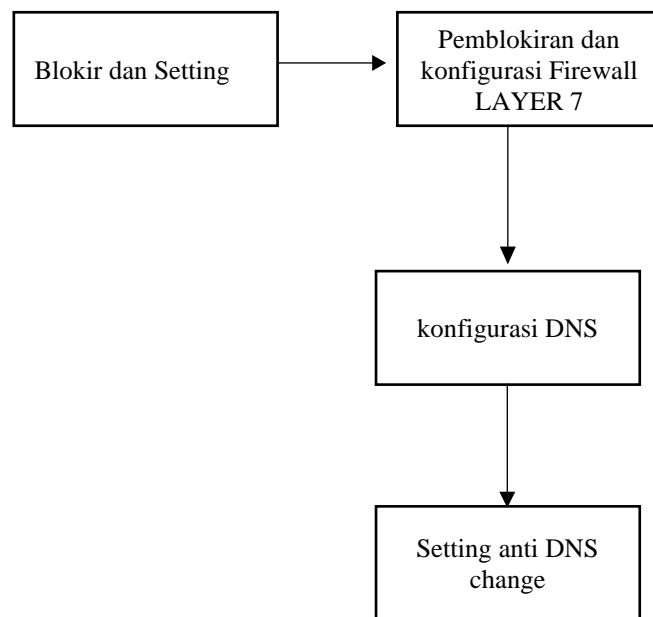 Blokir dan Setting
Pemblokiran dan
konfigurasi Firewall
LAYER 7
konfigurasi DNS
Setting anti DNS
change